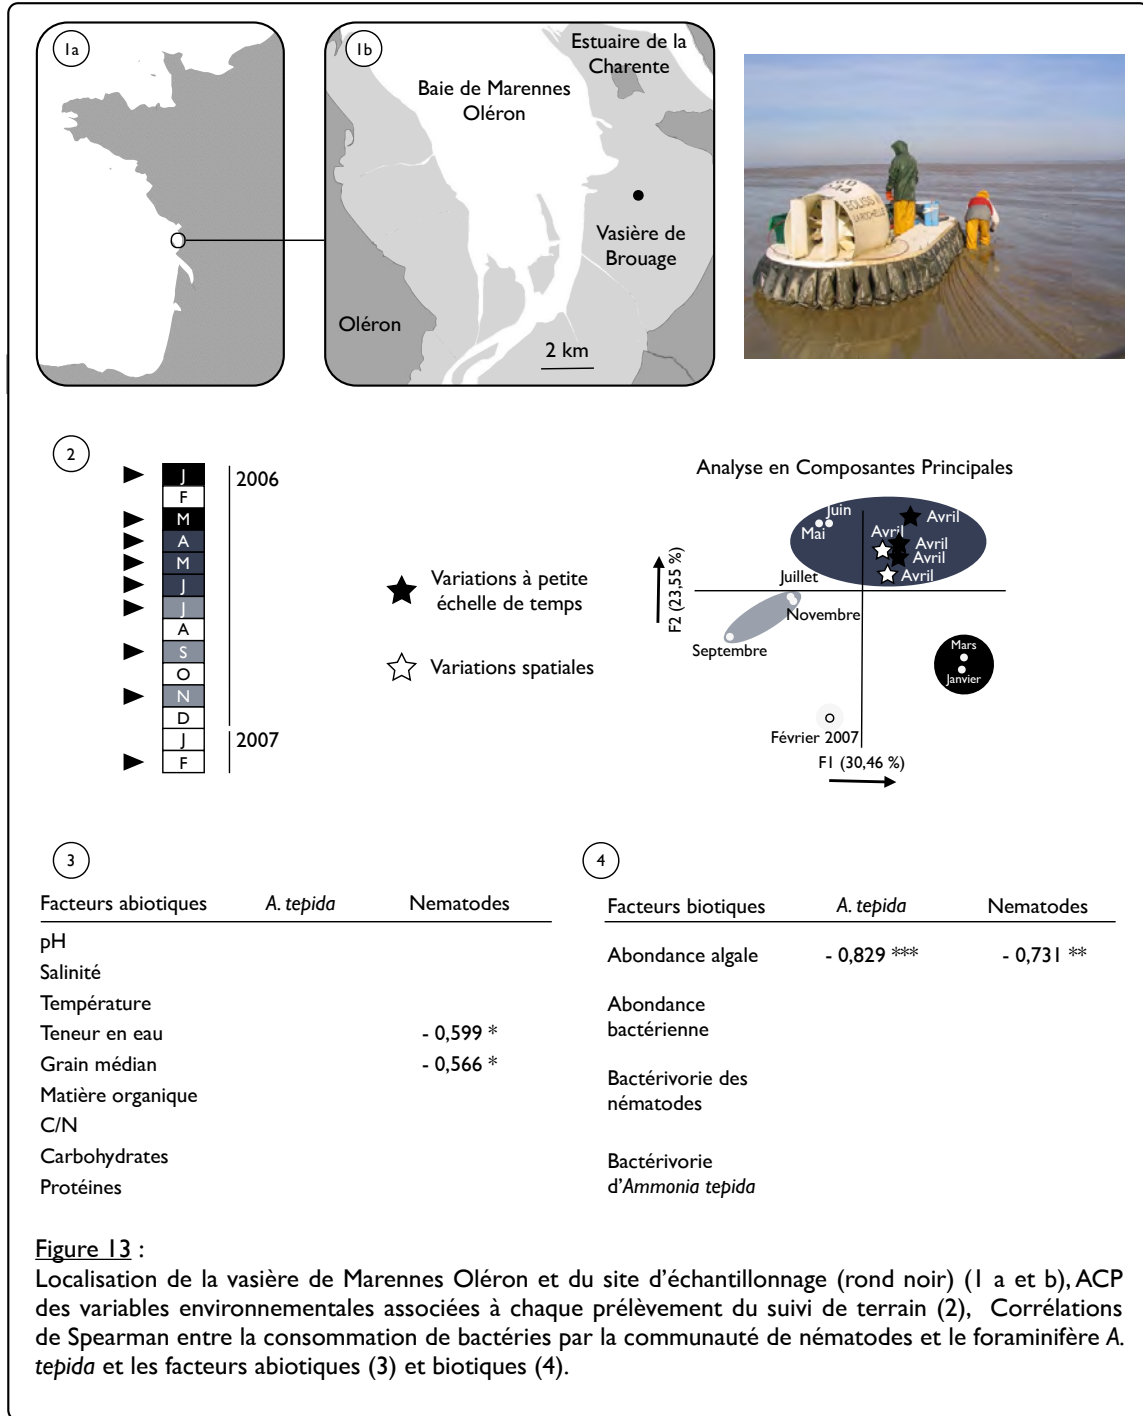 1a
1b
Estuaire de la
Charente
Baie de Marennes
Oléron
Vasière de
Brouage
Oléron
2 km
EOLISS
LA ROCHELLE
2
J
F
M
A
M
J
J
A
S
O
N
D
J
F
2006
2007
Variations à petite
échelle de temps
Variations spatiales
Analyse en Composantes Principales
Juin
Mai
Avril
Avril
Avril
Avril
Avril
Juillet
Novembre
Septembre
Mars
Janvier
Février 2007
F2 (23,55 %)
F1 (30,46 %)
3
Facteurs abiotiques A. tepida Nematodes
pH
Salinité
Température
Teneur en eau - 0,599 *
Grain médian - 0,566 *
Matière organique
C/N
Carbohydrates
Protéines
4
Facteurs biotiques A. tepida Nematodes
Abondance algale - 0,829 *** - 0,731 **
Abondance
bactérienne
Bactérivorie des
nématodes
Bactérivorie
d'Ammonia tepida
Figure 13 :
Localisation de la vasière de Marennes Oléron et du site d'échantillonnage (rond noir) (1 a et b), ACP
des variables environnementales associées à chaque prélèvement du suivi de terrain (2), Corrélations
de Spearman entre la consommation de bactéries par la communauté de nématodes et le foraminifère A.
tepida et les facteurs abiotiques (3) et biotiques (4).